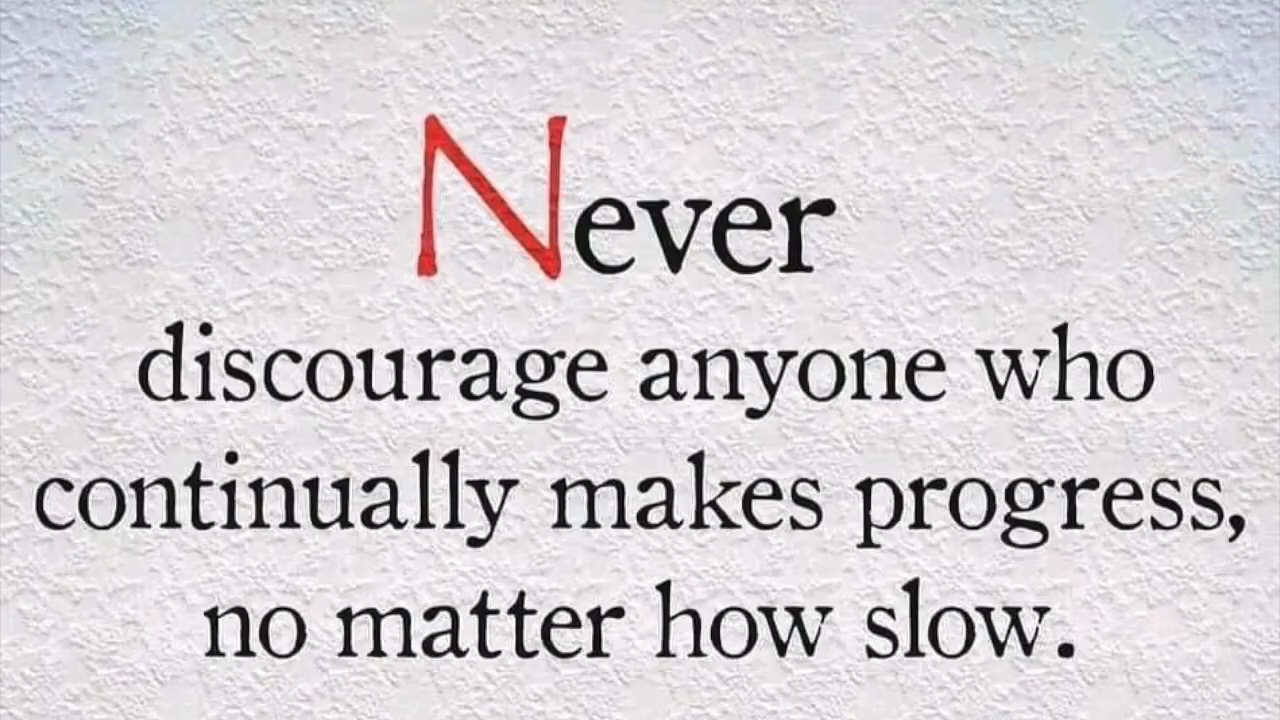 Never
discourage anyone who
continually makes progress,
no matter how slow.